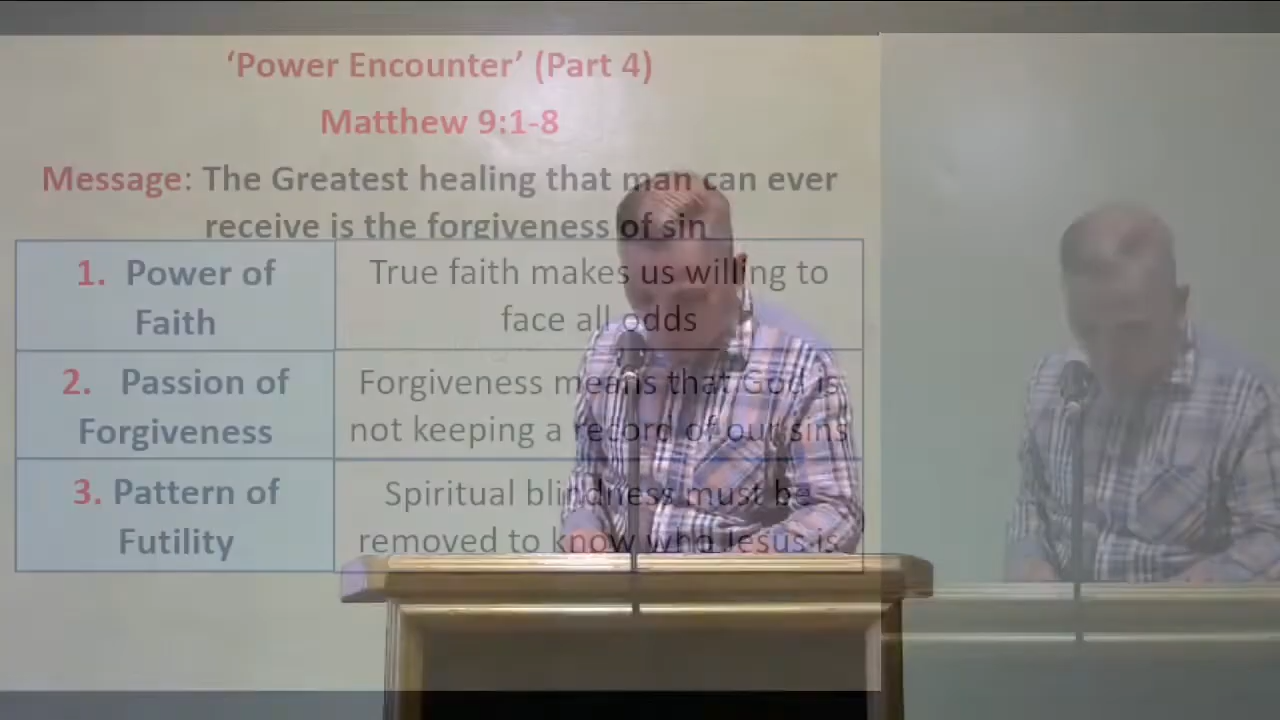 ‘Power Encounter’ (Part 4)
Matthew 9:1-8
Message: The Greatest healing that man can ever
receive is the forgiveness of sin
1. Power of
Faith
True faith makes us willing to
face all odds
2. Passion of
Forgiveness
Forgiveness means that God is
not keeping a record of our sins
3. Pattern of
Futility
Spiritual blindness must be
removed to know who Jesus is